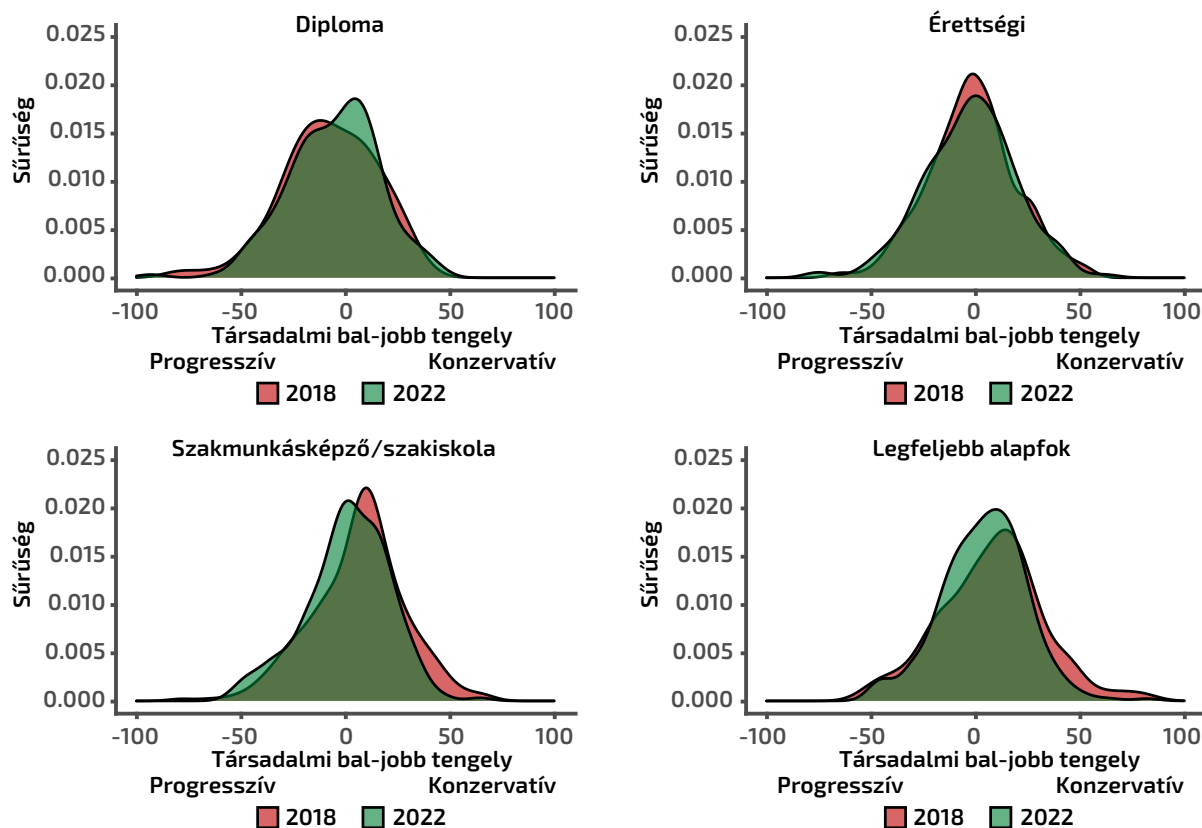 Diploma
0.025
0.020
0.015
0.010
0.005
0.000
Sűrűség
-100 -50 0 50 100
Társadalmi bal-jobb tengely
Progresszív Konzervatív
2018 2022
Érettségi
0.025
0.020
0.015
0.010
0.005
0.000
Sűrűség
-100 -50 0 50 100
Társadalmi bal-jobb tengely
Progresszív Konzervatív
2018 2022
Szakmunkásképző/szakiskola
0.025
0.020
0.015
0.010
0.005
0.000
Sűrűség
-100 -50 0 50 100
Társadalmi bal-jobb tengely
Progresszív Konzervatív
2018 2022
Legfeljebb alapfok
0.025
0.020
0.015
0.010
0.005
0.000
Sűrűség
-100 -50 0 50 100
Társadalmi bal-jobb tengely
Progresszív Konzervatív
2018 2022